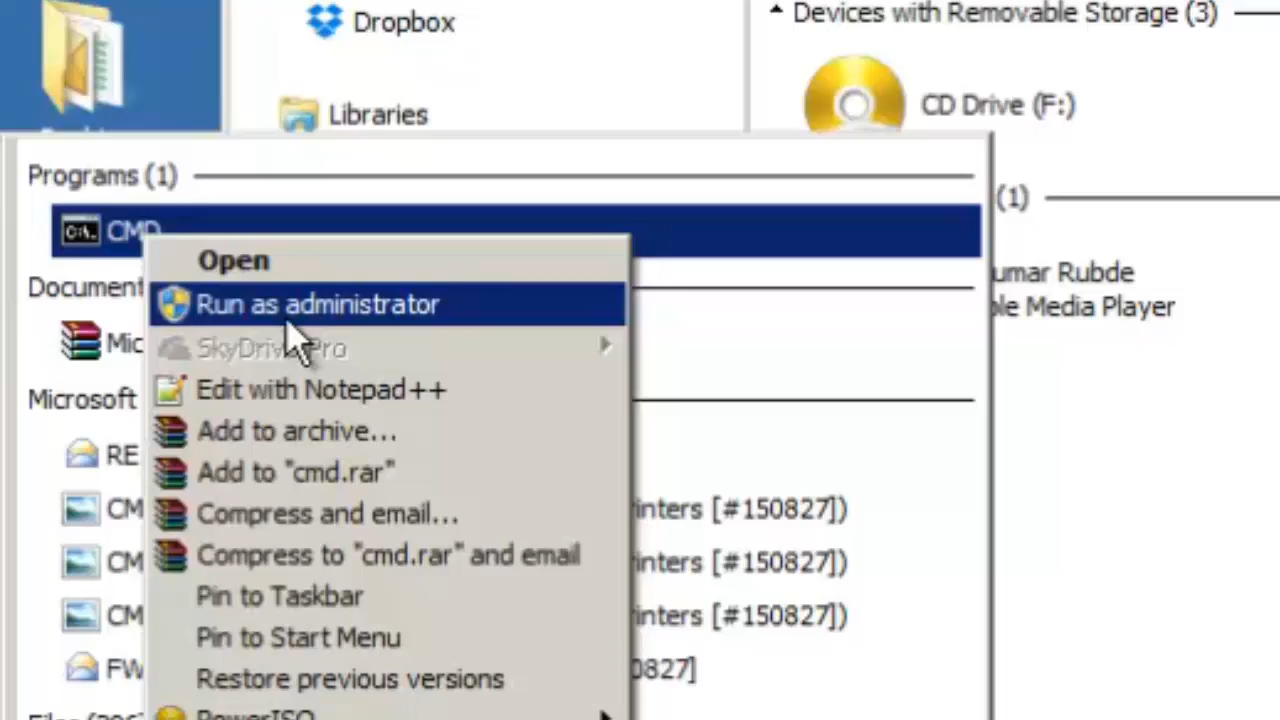 Dropbox
Devices with Removable Storage (3)
Libraries
CD Drive (F:)
Programs (1)
(1)
C:\.
CMD
Open
umar Rubde
Document
Run as administrator
ple Media Player
Mic
SkyDrive Pro
Edit with Notepad++
Microsoft
Add to archive...
RE
Add to "cmd.rar"
CM
Compress and email...
inters [#150827])
CM
Compress to "cmd.rar" and email
inters [#150827])
Pin to Taskbar
CM
inters [#150827])
Pin to Start Menu
FW
0827]
Restore previous versions
PowerISO